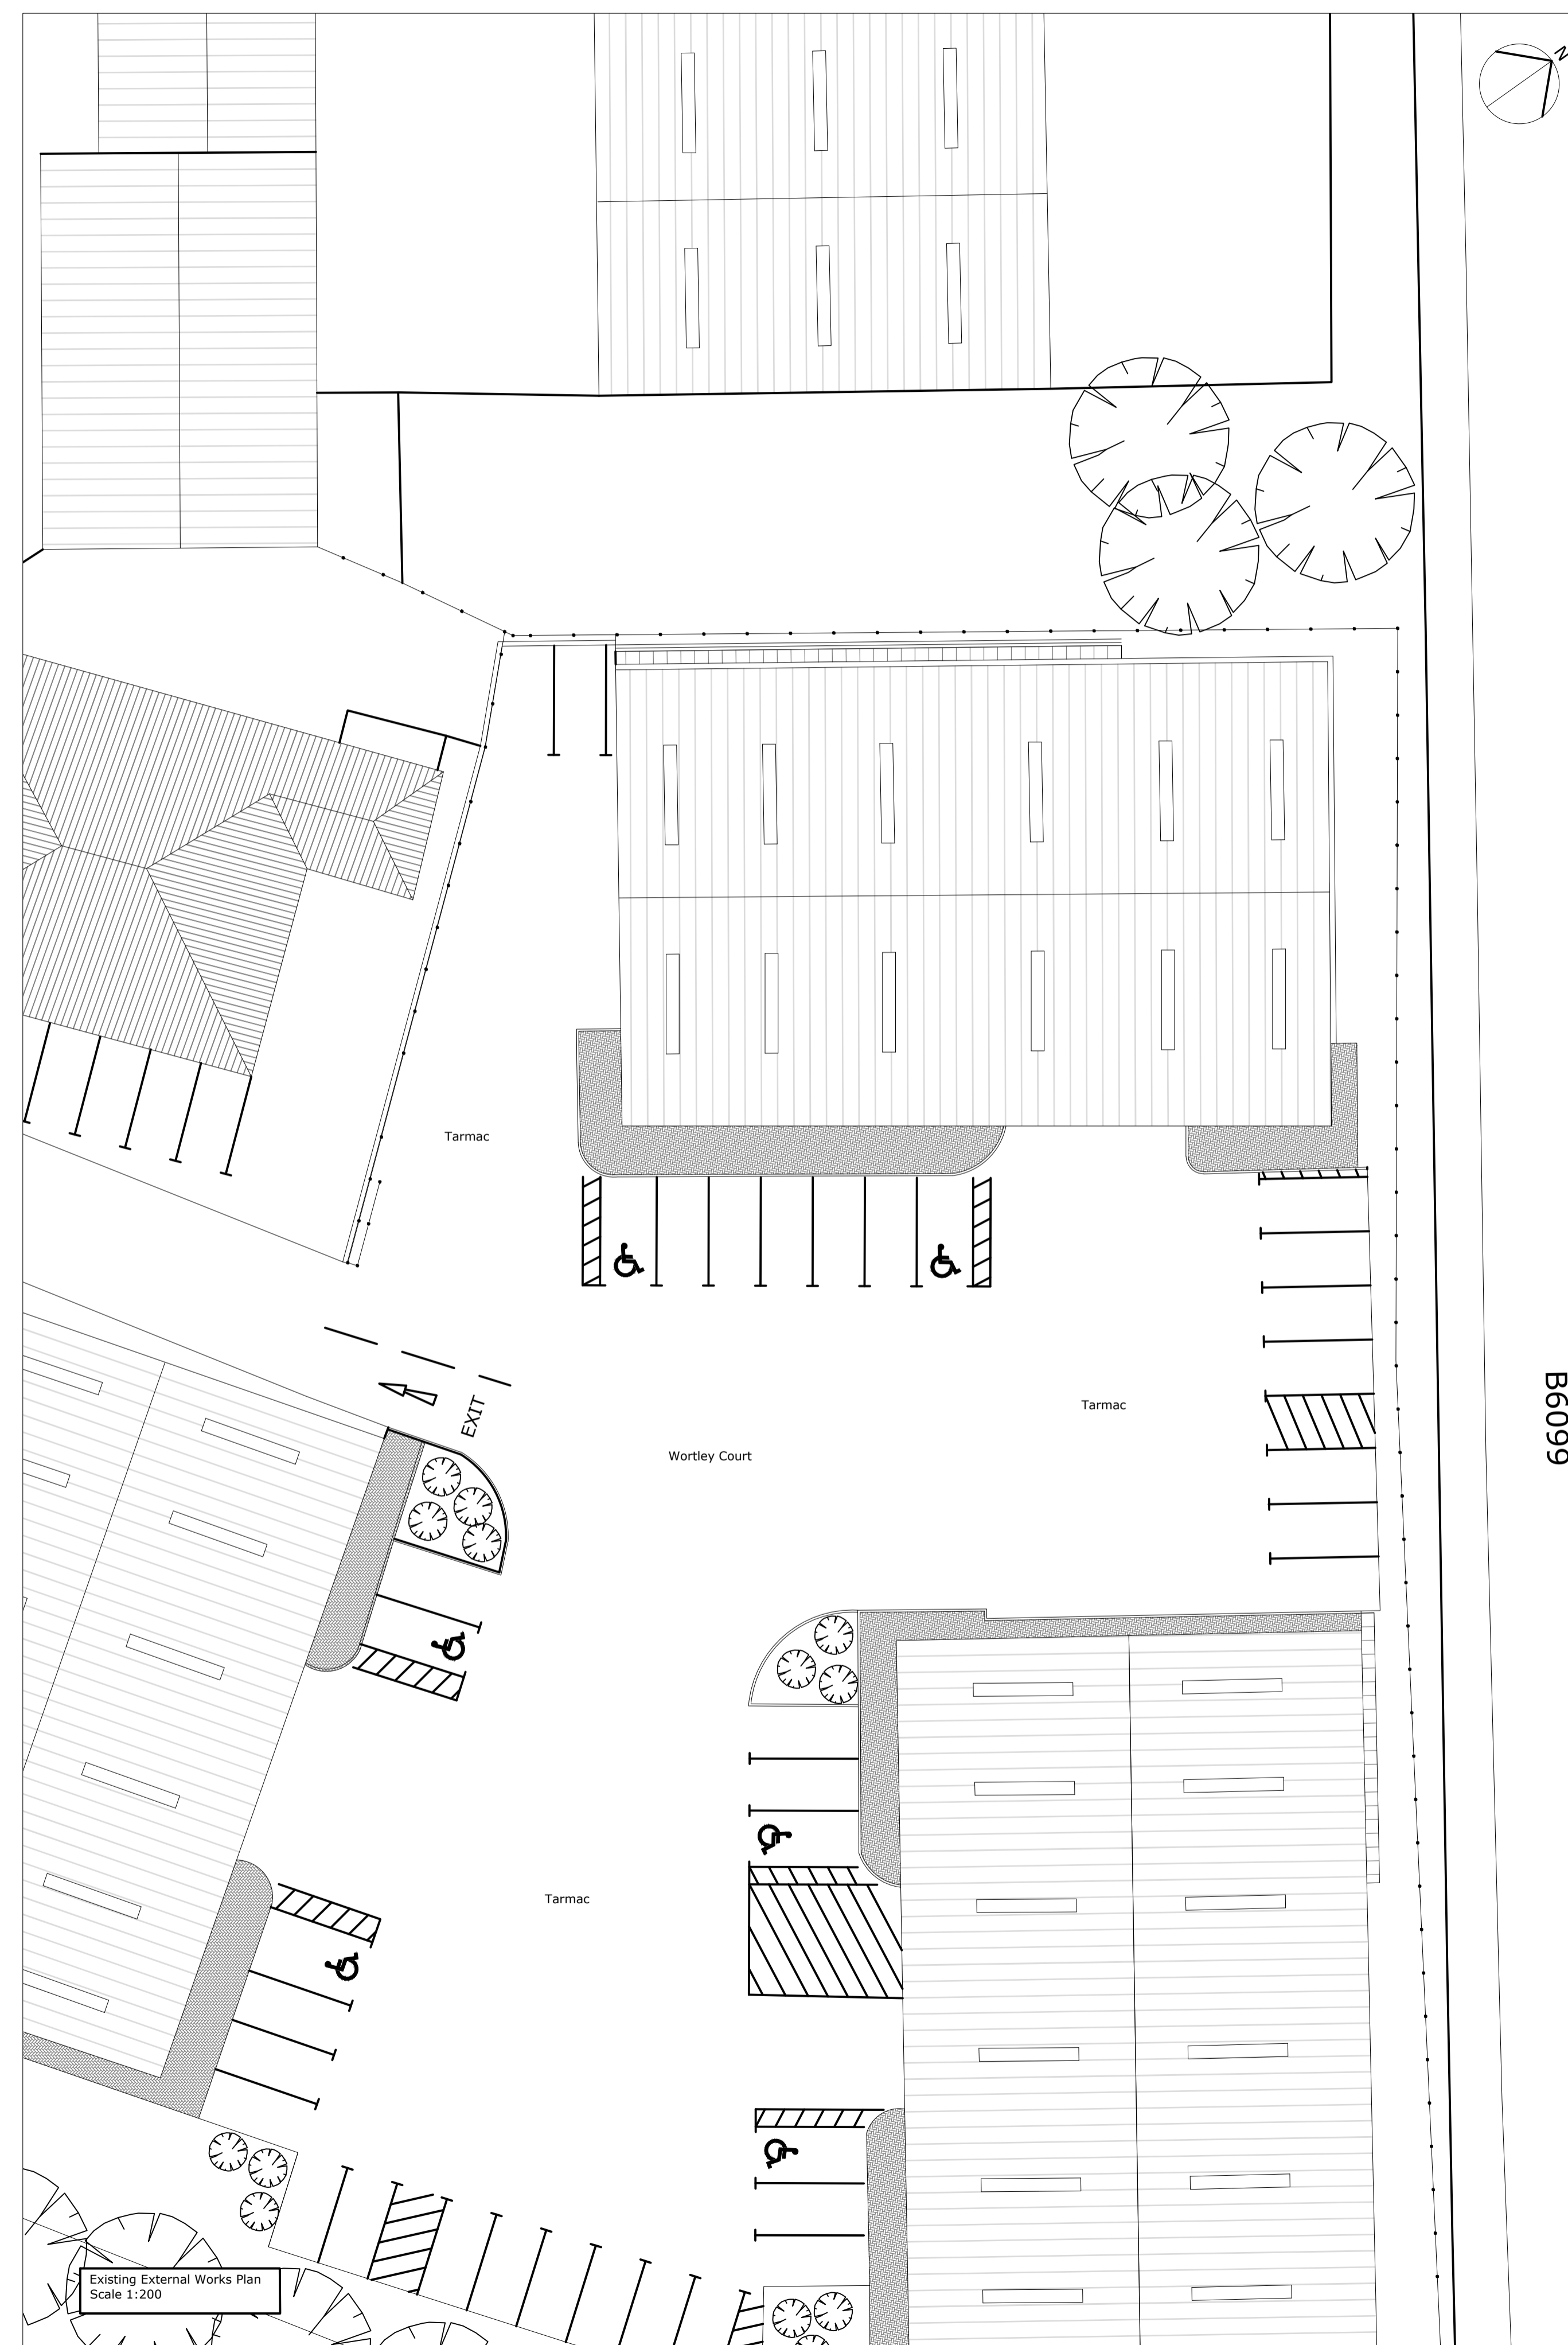 N
Tarmac
B6099
Tarmac
EXIT
Wortley Court
Tarmac
Existing External Works Plan
Scale 1:200